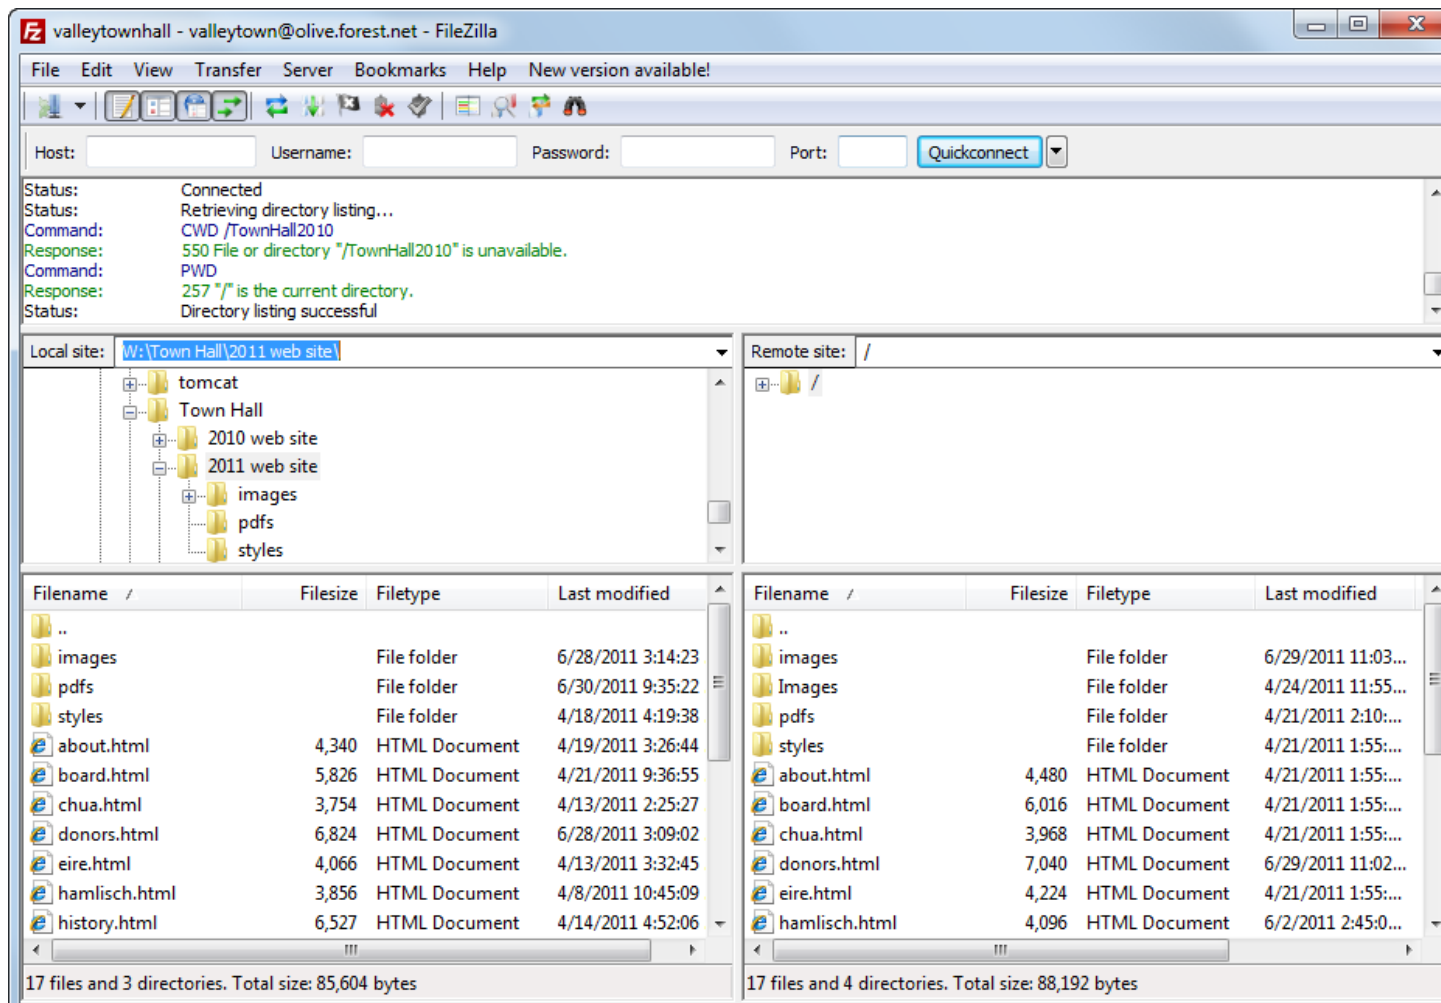 valleytownhall - valleytown@olive.forest.net - FileZilla
File Edit View Transfer Server Bookmarks Help New version available!
Host: Username: Password: Port: Quickconnect
Status: Connected
Status: Retrieving directory listing...
Command: CWD /TownHall2010
Response: 550 File or directory "/TownHall2010" is unavailable.
Command: PWD
Response: 257 "/" is the current directory.
Status: Directory listing successful
Local site: W:\Town Hall\2011 web site\
tomcat
Town Hall
2010 web site
2011 web site
images
pdfs
styles
Remote site: /
/
Filename / Filesize Filetype Last modified
..
images File folder 6/28/2011 3:14:23
pdfs File folder 6/30/2011 9:35:22
styles File folder 4/18/2011 4:19:38
about.html 4,340 HTML Document 4/19/2011 3:26:44
board.html 5,826 HTML Document 4/21/2011 9:36:55
chua.html 3,754 HTML Document 4/13/2011 2:25:27
donors.html 6,824 HTML Document 6/28/2011 3:09:02
eire.html 4,066 HTML Document 4/13/2011 3:32:45
hamlisch.html 3,856 HTML Document 4/8/2011 10:45:09
history.html 6,527 HTML Document 4/14/2011 4:52:06
17 files and 3 directories. Total size: 85,604 bytes
Filename / Filesize Filetype Last modified
..
images File folder 6/29/2011 11:03...
Images File folder 4/24/2011 11:55...
pdfs File folder 4/21/2011 2:10:...
styles File folder 4/21/2011 1:55:...
about.html 4,480 HTML Document 4/21/2011 1:55:...
board.html 6,016 HTML Document 4/21/2011 1:55:...
chua.html 3,968 HTML Document 4/21/2011 1:55:...
donors.html 7,040 HTML Document 6/29/2011 11:02...
eire.html 4,224 HTML Document 4/21/2011 1:55:...
hamlisch.html 4,096 HTML Document 6/2/2011 2:45:0...
17 files and 4 directories. Total size: 88,192 bytes